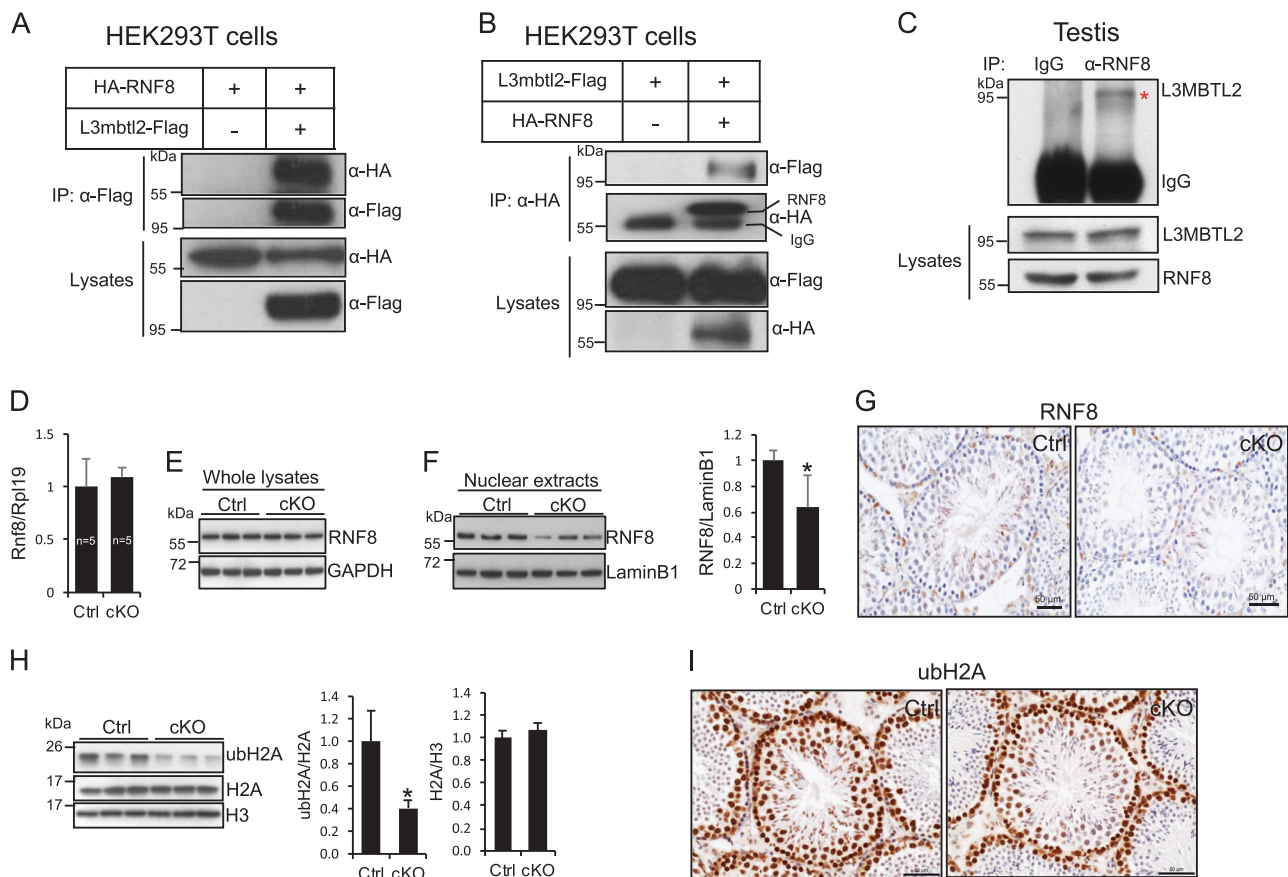 A
HEK293T cells
HA-RNF8 + +
L3mbtl2-Flag - +
kDa
IP: α-Flag
55
α-HA
95
α-Flag
Lysates
55
α-HA
95
α-Flag
B
HEK293T cells
L3mbtl2-Flag + +
HA-RNF8 - +
kDa
IP: α-HA
95
α-Flag
55
RNF8
α-HA
IgG
Lysates
95
α-Flag
55
α-HA
C
Testis
IP: IgG α-RNF8
kDa
95
* L3MBTL2
IgG
Lysates
95
L3MBTL2
55
RNF8
D
Rnf8/Rpl19
1.5
1
0.5
0
n=5 n=5
Ctrl cKO
E
Whole lysates
Ctrl cKO
kDa
55
RNF8
72
GAPDH
F
Nuclear extracts
Ctrl cKO
kDa
55
RNF8
72
LaminB1
RNF8/LaminB1
1.2
1
0.8
0.6
0.4
0.2
0
*
Ctrl cKO
G
RNF8
Ctrl
50 µm
cKO
50 µm
H
kDa
Ctrl cKO
26
ubH2A
17
H2A
17
H3
ubH2A/H2A
1.4
1.2
1.0
0.8
0.6
0.4
0.2
0.0
*
Ctrl cKO
H2A/H3
1.4
1.2
1.0
0.8
0.6
0.4
0.2
0.0
Ctrl cKO
I
ubH2A
Ctrl
50 µm
cKO